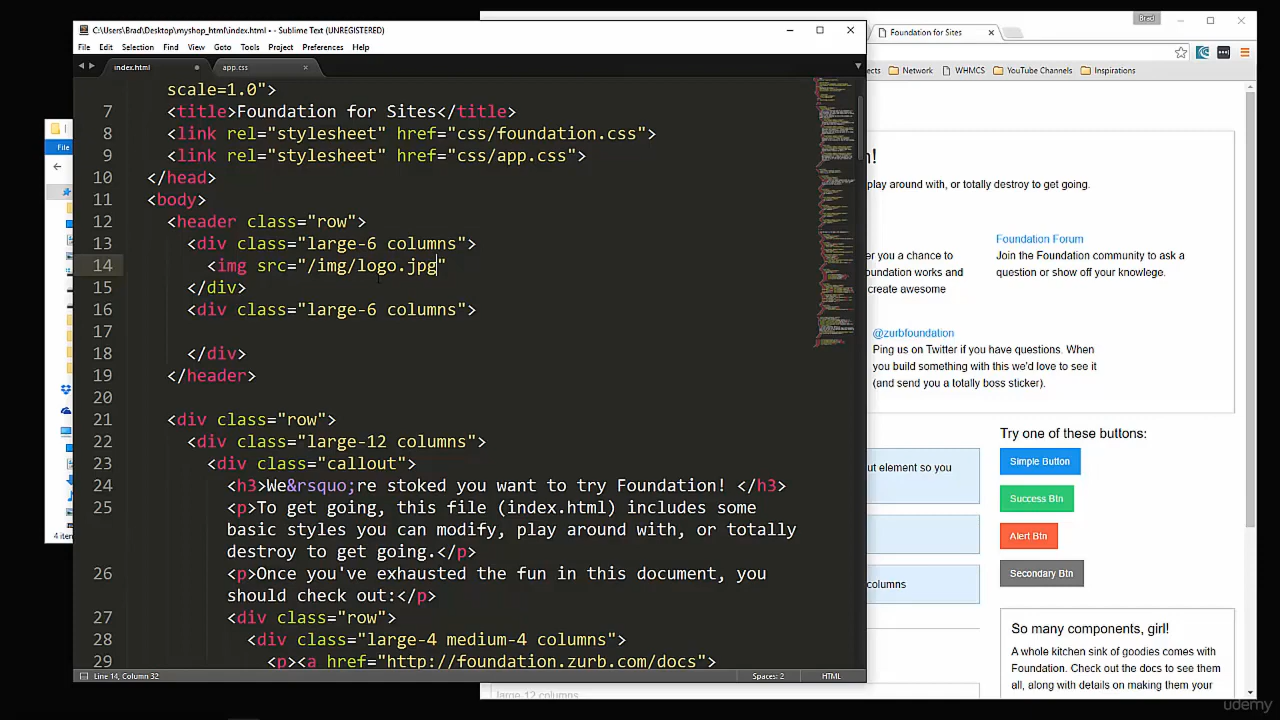 C:\Users\Brad\Desktop\myshop_html\index.html • - Sublime Text (UNREGISTERED)
File Edit Selection Find View Goto Tools Project Preferences Help
index.html app.css
scale=1.0">
7 <title>Foundation for Sites</title>
8 <link rel="stylesheet" href="css/foundation.css">
9 <link rel="stylesheet" href="css/app.css">
10 </head>
11 <body>
12 <header class="row">
13 <div class="large-6 columns">
14 <img src="/img/logo.jpg"
15 </div>
16 <div class="large-6 columns">
17
18 </div>
19 </header>
20
21 <div class="row">
22 <div class="large-12 columns">
23 <div class="callout">
24 <h3>We&rsquo;re stoked you want to try Foundation! </h3>
25 <p>To get going, this file (index.html) includes some
basic styles you can modify, play around with, or totally
destroy to get going.</p>
26 <p>Once you've exhausted the fun in this document, you
should check out:</p>
27 <div class="row">
28 <div class="large-4 medium-4 columns">
29 <p><a href="http://foundation.zurb.com/docs">
Line 14, Column 32 Spaces: 2 HTML
File
4 iten
Brad
Foundation for Sites
ects Network WHMCS YouTube Channels Inspirations
n!
play around with, or totally destroy to get going.
er you a chance to
oundation works and
create awesome
Foundation Forum
Join the Foundation community to ask a
question or show off your knowlege.
@zurbfoundation
Ping us on Twitter if you have questions. When
you build something with this we'd love to see it
(and send you a totally boss sticker).
out element so you
columns
large-12 columns
Try one of these buttons:
Simple Button
Success Btn
Alert Btn
Secondary Btn
So many components, girl!
A whole kitchen sink of goodies comes with
Foundation. Check out the docs to see them
all, along with details on making them your
udemy